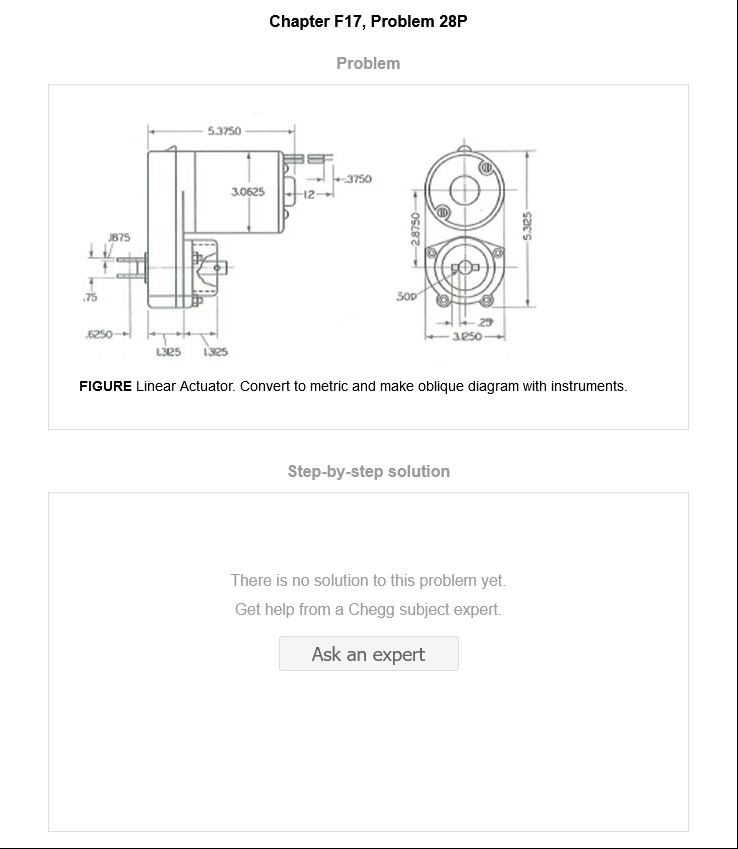 Chapter F17, Problem 28P
Problem
5.3750
.3750
3.0625
12
.1875
2.8750
5.3125
.75
.50D
.6250
.25
1.3125
1.3125
3.1250
FIGURE Linear Actuator. Convert to metric and make oblique diagram with instruments.
Step-by-step solution
There is no solution to this problem yet.
Get help from a Chegg subject expert.
Ask an expert